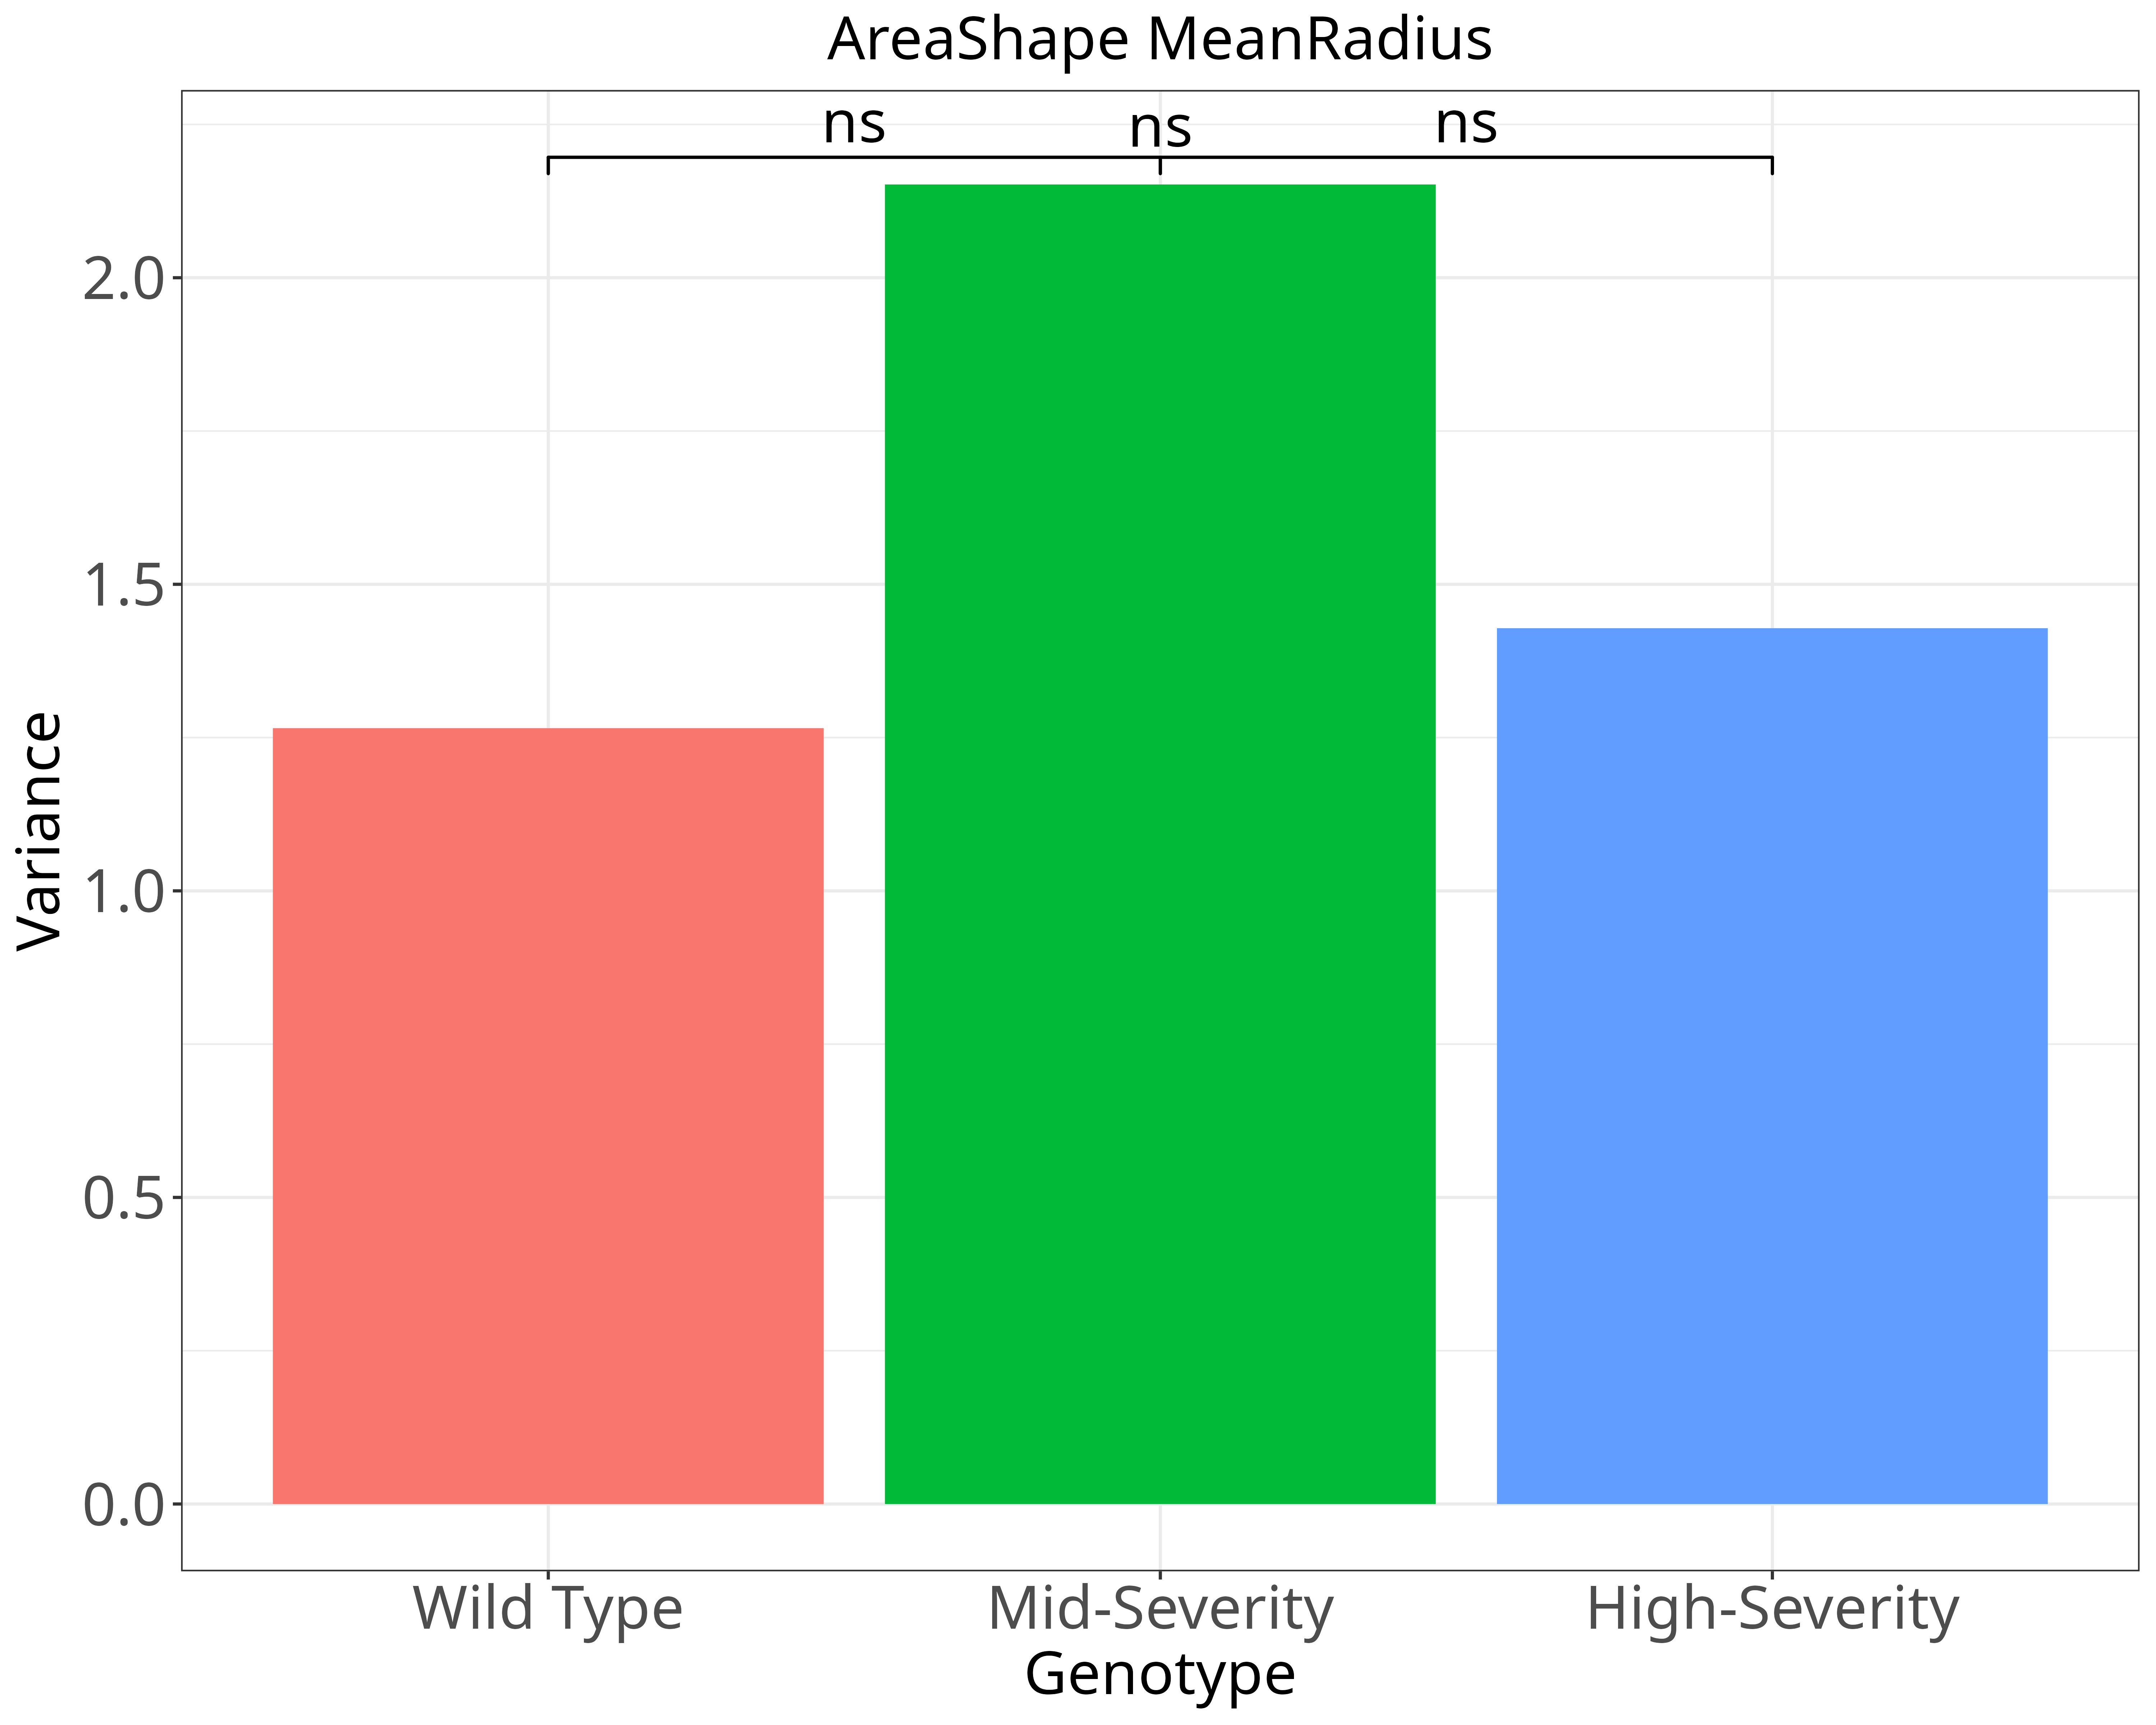 AreaShape MeanRadius
ns
ns
ns
2.0
1.5
1.0
0.5
0.0
Variance
Wild Type
Mid-Severity
High-Severity
Genotype